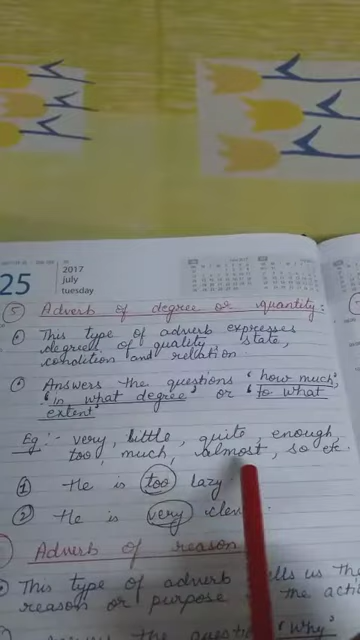 25
2017
july
tuesday
5 Adverb of degree or quantity:
This type of adverb expresses
degrees of quality, state,
condition and relation.
Answers the questions 'how much,'
'in what degree' or 'to what
extent'
Eg:- very, little, quite, enough,
too, much, almost, so etc.
1 He is too lazy
2 He is very
Adverb of reason
This type of adverb tells us the
reason or purpose the
the 'why'